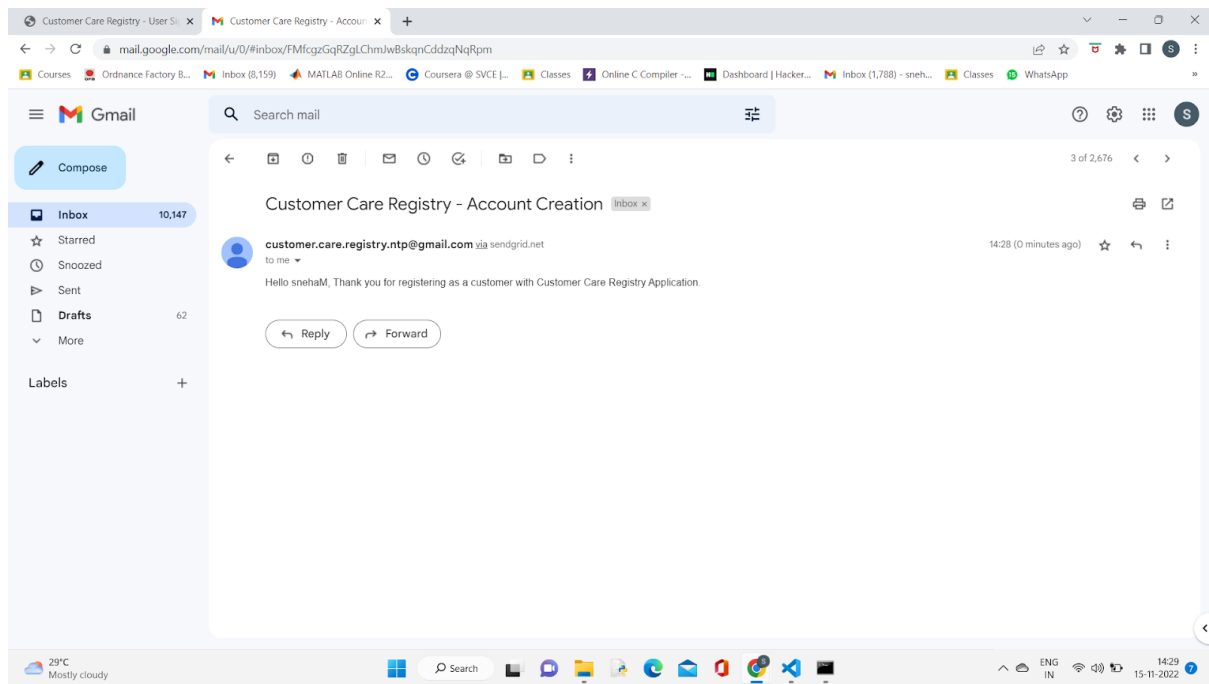 Customer Care Registry - User Si
Customer Care Registry - Accoun
mail.google.com/mail/u/0/#inbox/FMfcgzGqRZgLChmJwBskqnCddzqNqRpm
S
Courses Ordnance Factory B... Inbox (8,159) MATLAB Online R2... Coursera @ SVCE |... Classes Online C Compiler -... Dashboard | Hacker... Inbox (1,788) - sneh... Classes WhatsApp »
Gmail
Search mail
S
Compose
3 of 2,676
Inbox 10,147
Starred
Snoozed
Sent
Drafts 62
More
Labels
Customer Care Registry - Account Creation Inbox x
customer.care.registry.ntp@gmail.com via sendgrid.net 14:28 (0 minutes ago)
to me
Hello snehaM, Thank you for registering as a customer with Customer Care Registry Application.
Reply Forward
29°C
Mostly cloudy
Search
ENG
IN
14:29
15-11-2022
7